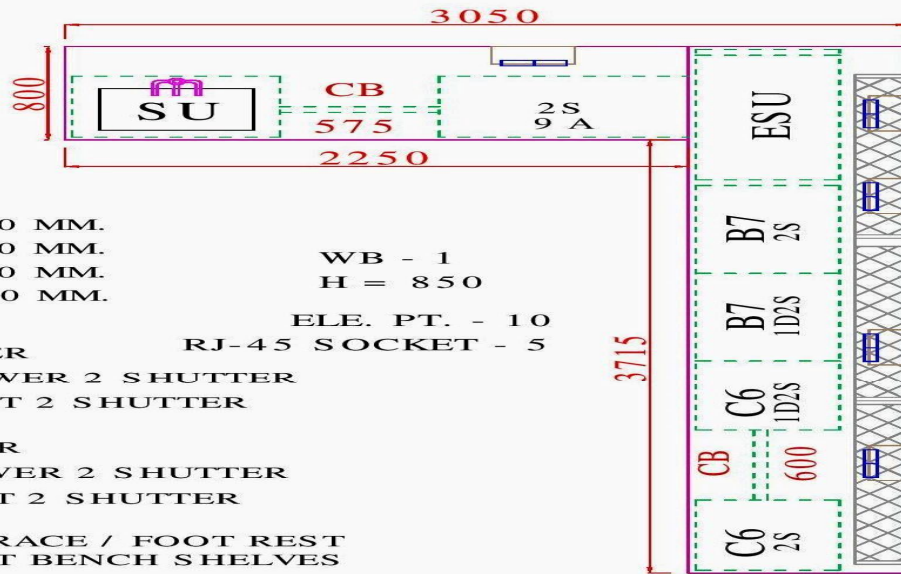 3050
800
SU
CB
575
2S
9 A
ESU
2250
B7
2S
B7
1D2S
3715
C6
1D2S
CB
600
C6
2S
0 MM.
0 MM.
0 MM.
0 MM.
WB - 1
H = 850
ELE. PT. - 10
RJ-45 SOCKET - 5
ER
WER 2 SHUTTER
T 2 SHUTTER
R
VER 2 SHUTTER
T 2 SHUTTER
RACE / FOOT REST
T BENCH SHELVES